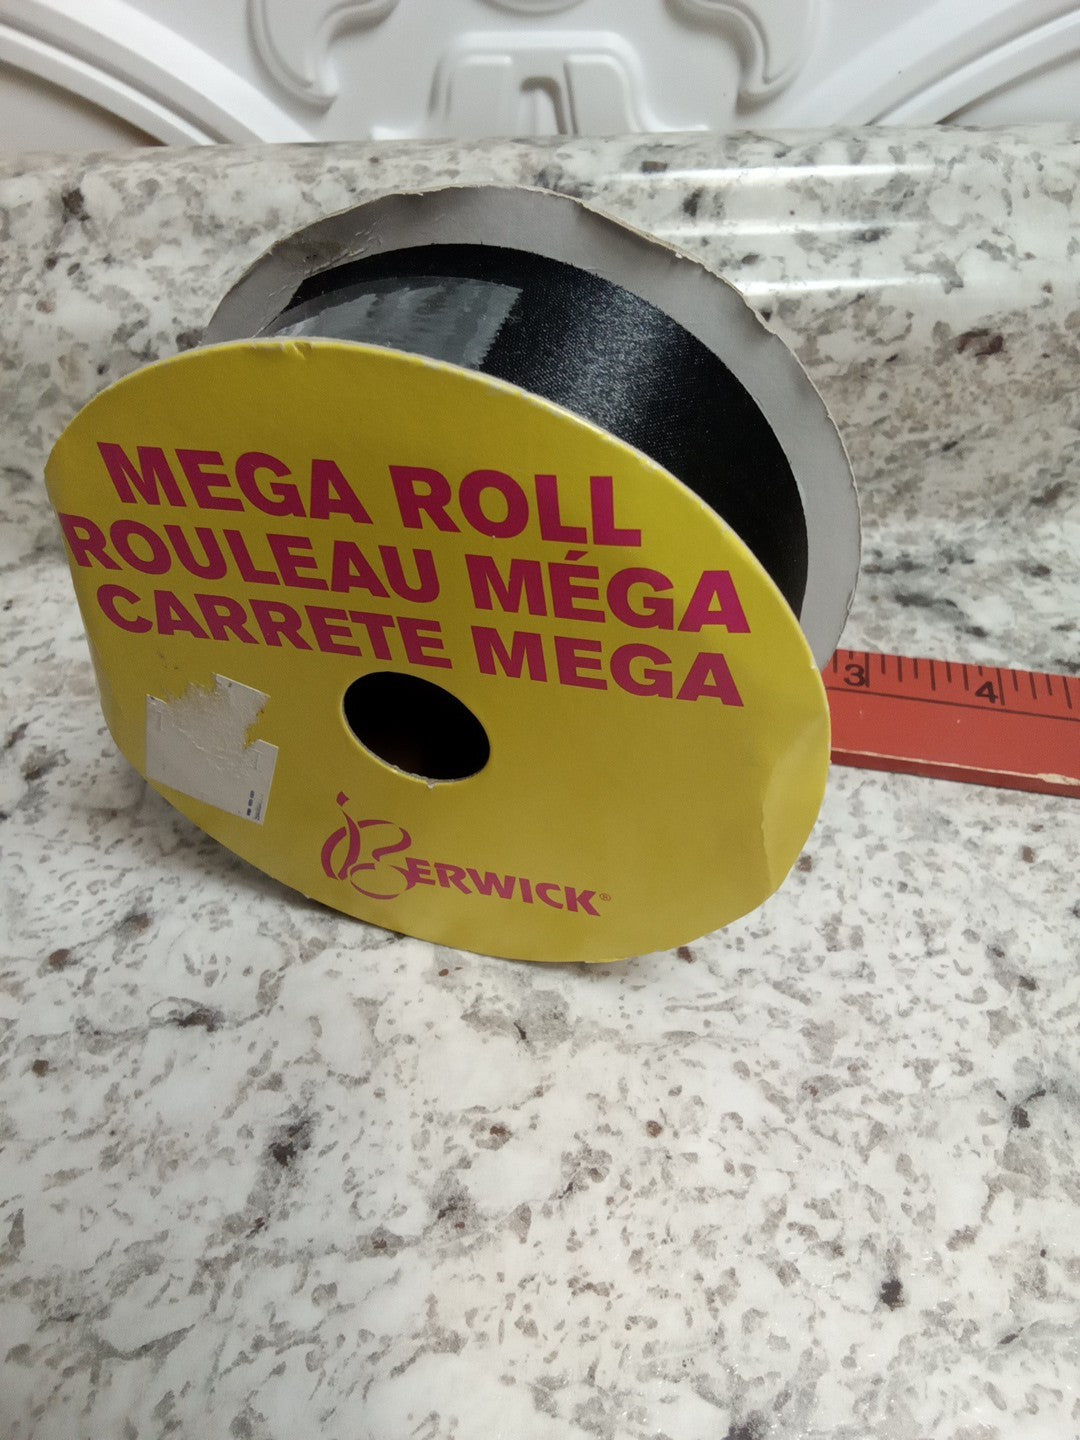 MEGA ROLL
ROULEAU MÉGA
CARRETE MEGA
BERWICK®
3 4